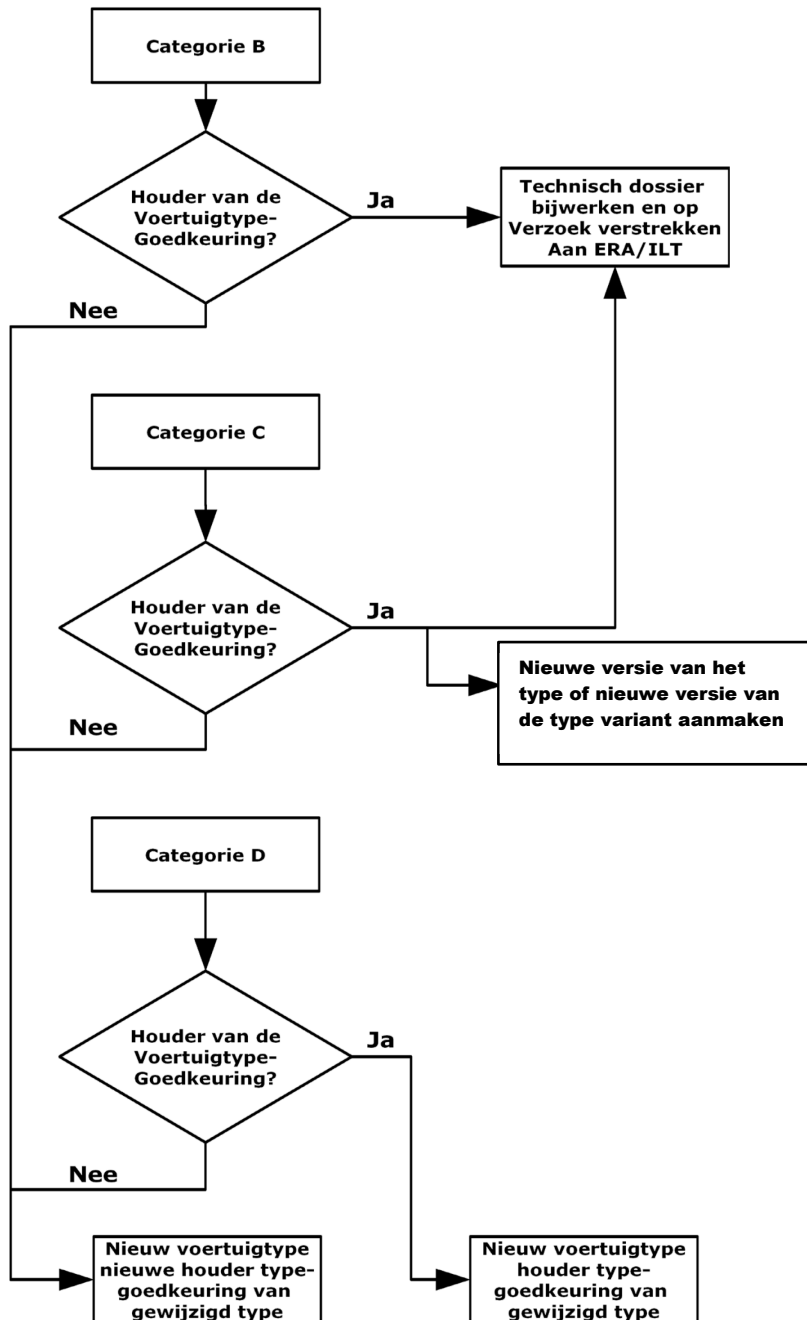 Categorie B
Houder van de
Voertuigtype-
Goedkeuring?
Ja
Technisch dossier
bijwerken en op
Verzoek verstrekken
Aan ERA/ILT
Nee
Categorie C
Houder van de
Voertuigtype-
Goedkeuring?
Ja
Nieuwe versie van het
type of nieuwe versie van
de type variant aanmaken
Nee
Categorie D
Houder van de
Voertuigtype-
Goedkeuring?
Ja
Nee
Nieuw voertuigtype
nieuwe houder type-
goedkeuring van
gewijzigd type
Nieuw voertuigtype
houder type-
goedkeuring van
gewijzigd type